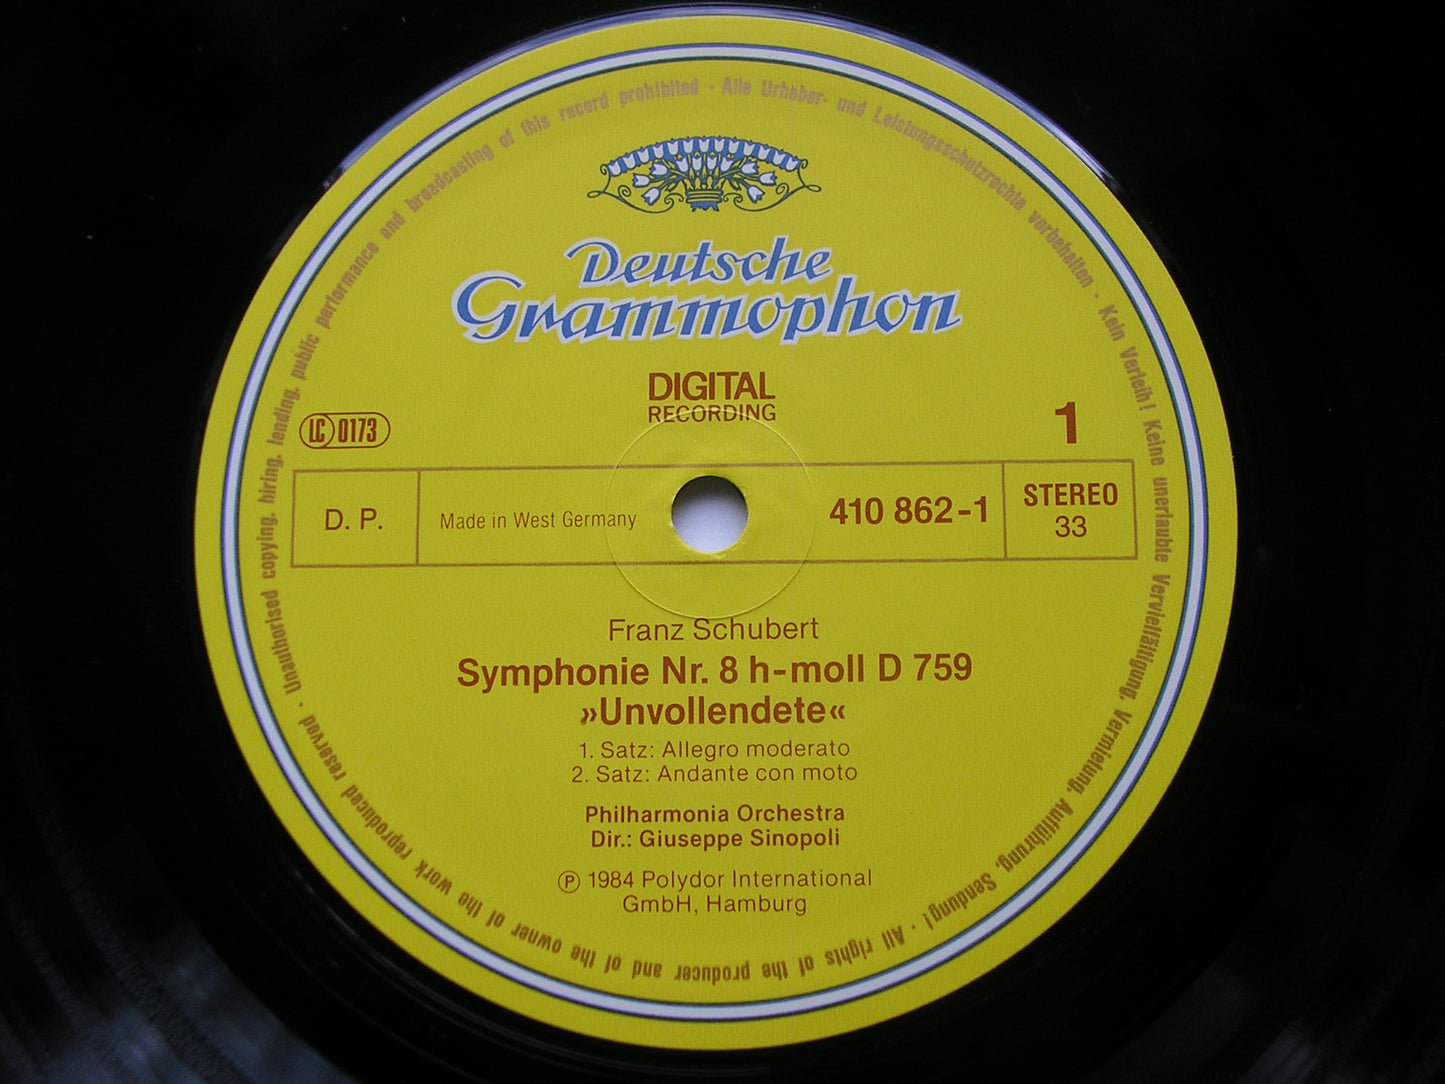 Deutsche
Grammophon
DIGITAL
RECORDING
LC 0173
1
D. P.
Made in West Germany
410 862-1
STEREO
33
Franz Schubert
Symphonie Nr. 8 h-moll D 759
»Unvollendete«
1. Satz: Allegro moderato
2. Satz: Andante con moto
Philharmonia Orchestra
Dir.: Giuseppe Sinopoli
℗ 1984 Polydor International
GmbH, Hamburg
Alle Urheber- und Leistungsschutzrechte vorbehalten · Kein Verleih! Keine unerlaubte Vervielfältigung, Vermietung, Aufführung, Sendung! · All rights of the producer and of the owner of the work reproduced reserved · Unauthorised copying, hiring, lending, public performance and broadcasting of this record prohibited ·